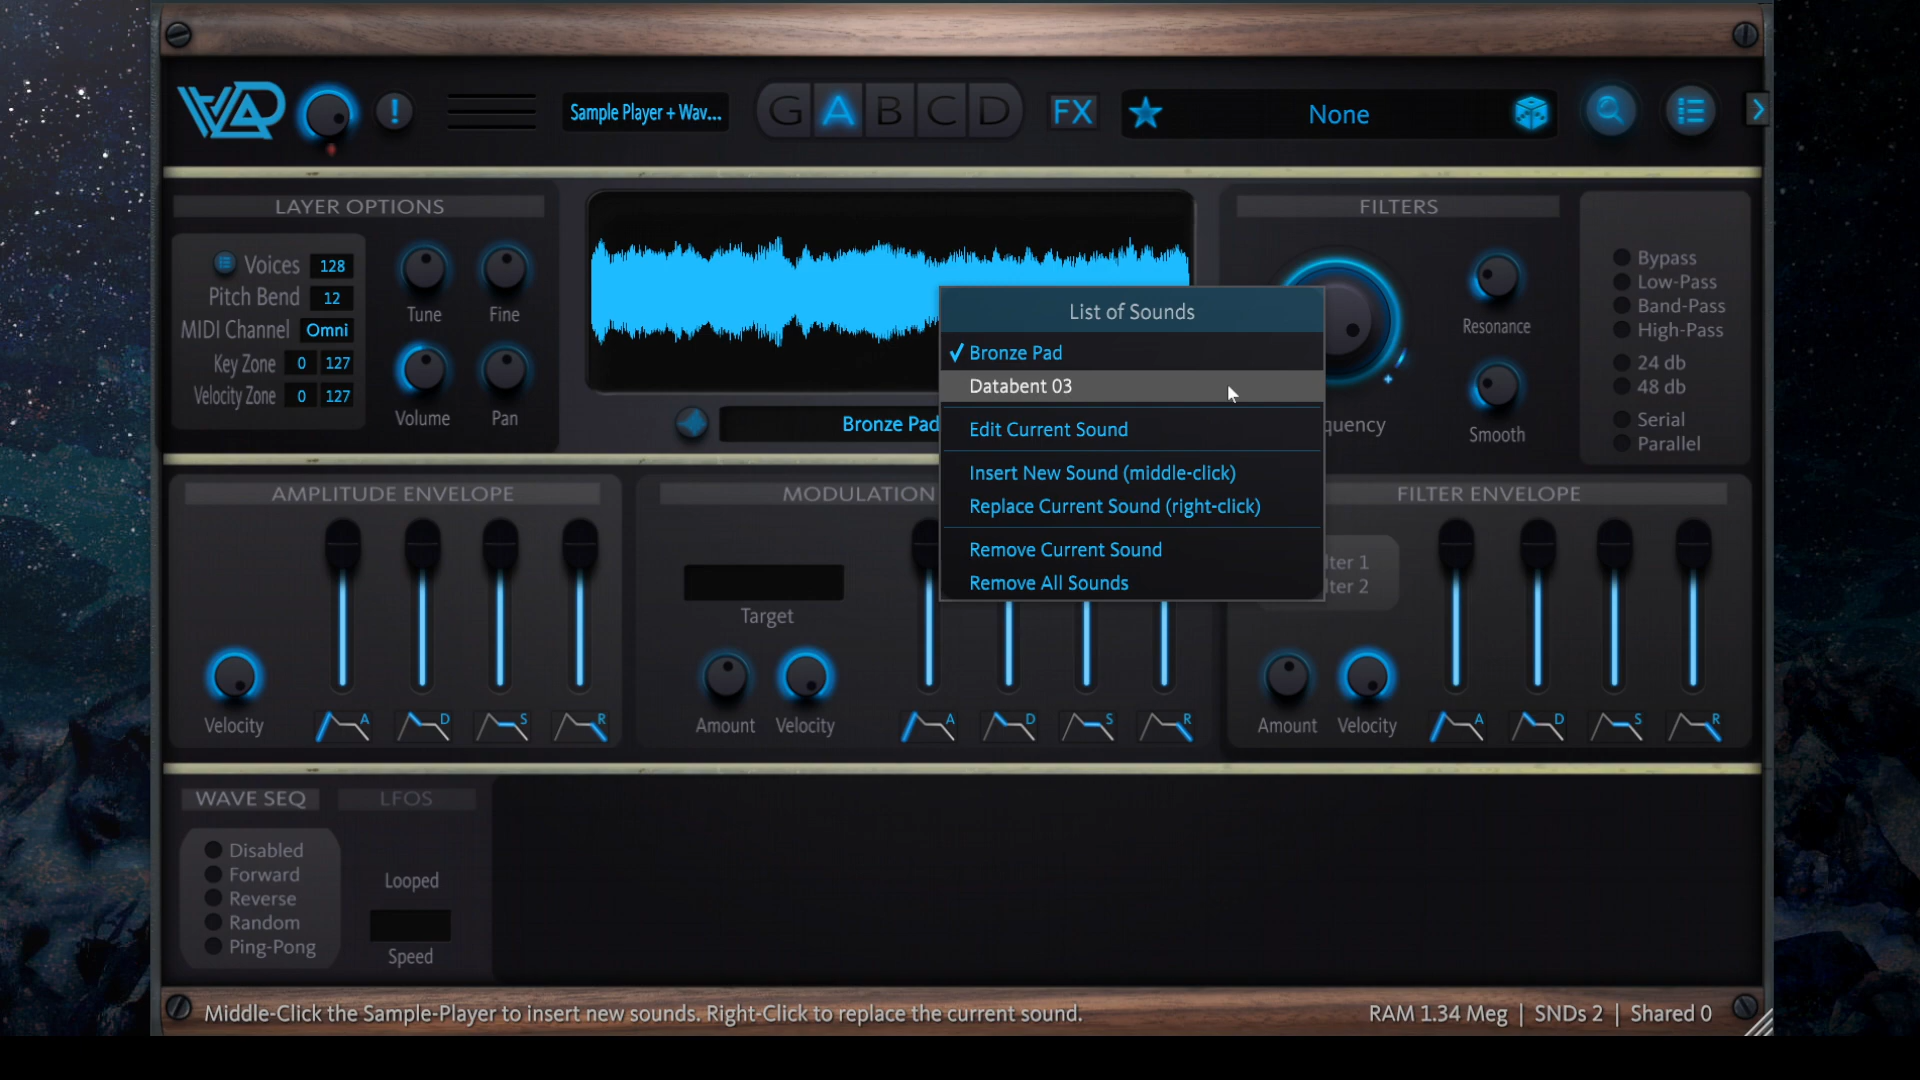 Sample Player + Wav...
G A B C D
FX
None
LAYER OPTIONS
Voices 128
Pitch Bend 12
MIDI Channel Omni
Key Zone 0 127
Velocity Zone 0 127
Tune
Fine
Volume
Pan
Bronze Pad
List of Sounds
Bronze Pad
Databent 03
Edit Current Sound
Insert New Sound (middle-click)
Replace Current Sound (right-click)
Remove Current Sound
Remove All Sounds
FILTERS
Resonance
Smooth
quency
Bypass
Low-Pass
Band-Pass
High-Pass
24 db
48 db
Serial
Parallel
AMPLITUDE ENVELOPE
Velocity
A D S R
MODULATION
Target
Amount
Velocity
A D S R
FILTER ENVELOPE
lter 1
lter 2
Amount
Velocity
A D S R
WAVE SEQ
LFOS
Disabled
Forward
Reverse
Random
Ping-Pong
Looped
Speed
Middle-Click the Sample-Player to insert new sounds. Right-Click to replace the current sound.
RAM 1.34 Meg | SNDs 2 | Shared 0